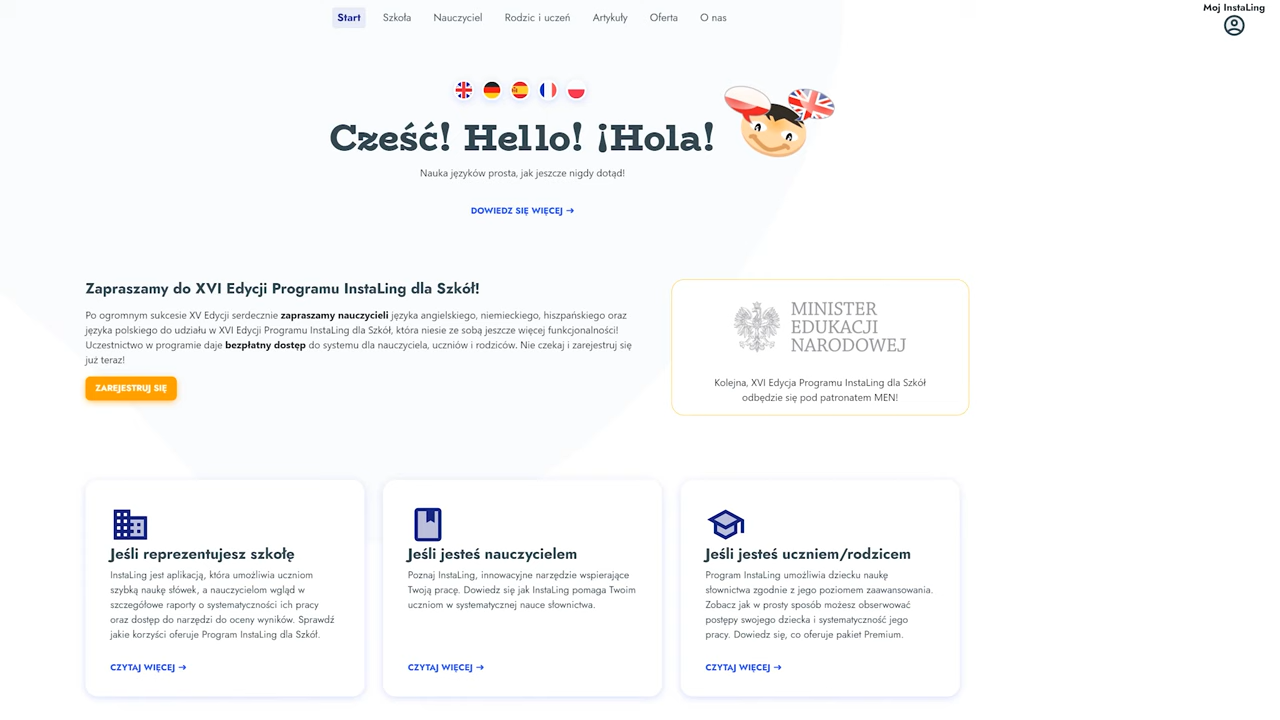 Start Szkoła Nauczyciel Rodzic i uczeń Artykuły Oferta O nas
Moj InstaLing
Cześć! Hello! ¡Hola!
Nauka języków prosta, jak jeszcze nigdy dotąd!
DOWIEDZ SIĘ WIĘCEJ →
Zapraszamy do XVI Edycji Programu InstaLing dla Szkół!
Po ogromnym sukcesie XV Edycji serdecznie zapraszamy nauczycieli języka angielskiego, niemieckiego, hiszpańskiego oraz
języka polskiego do udziału w XVI Edycji Programu InstaLing dla Szkół, która niesie ze sobą jeszcze więcej funkcjonalności!
Uczestnictwo w programie daje bezpłatny dostęp do systemu dla nauczyciela, uczniów i rodziców. Nie czekaj i zarejestruj się
już teraz!
ZAREJESTRUJ SIĘ
MINISTER
EDUKACJI
NARODOWEJ
Kolejna, XVI Edycja Programu InstaLing dla Szkół
odbędzie się pod patronatem MEN!
Jeśli reprezentujesz szkołę
InstaLing jest aplikacją, która umożliwia uczniom
szybką naukę słówek, a nauczycielom wgląd w
szczegółowe raporty o systematyczności ich pracy
oraz dostęp do narzędzi do oceny wyników. Sprawdź
jakie korzyści oferuje Program InstaLing dla Szkół.
CZYTAJ WIĘCEJ →
Jeśli jesteś nauczycielem
Poznaj InstaLing, innowacyjne narzędzie wspierające
Twoją pracę. Dowiedz się jak InstaLing pomaga Twoim
uczniom w systematycznej nauce słownictwa.
CZYTAJ WIĘCEJ →
Jeśli jesteś uczniem/rodzicem
Program InstaLing umożliwia dziecku naukę
słownictwa zgodnie z jego poziomem zaawansowania.
Zobacz jak w prosty sposób możesz obserwować
postępy swojego dziecka i systematyczność jego
pracy. Dowiedz się, co oferuje pakiet Premium.
CZYTAJ WIĘCEJ →